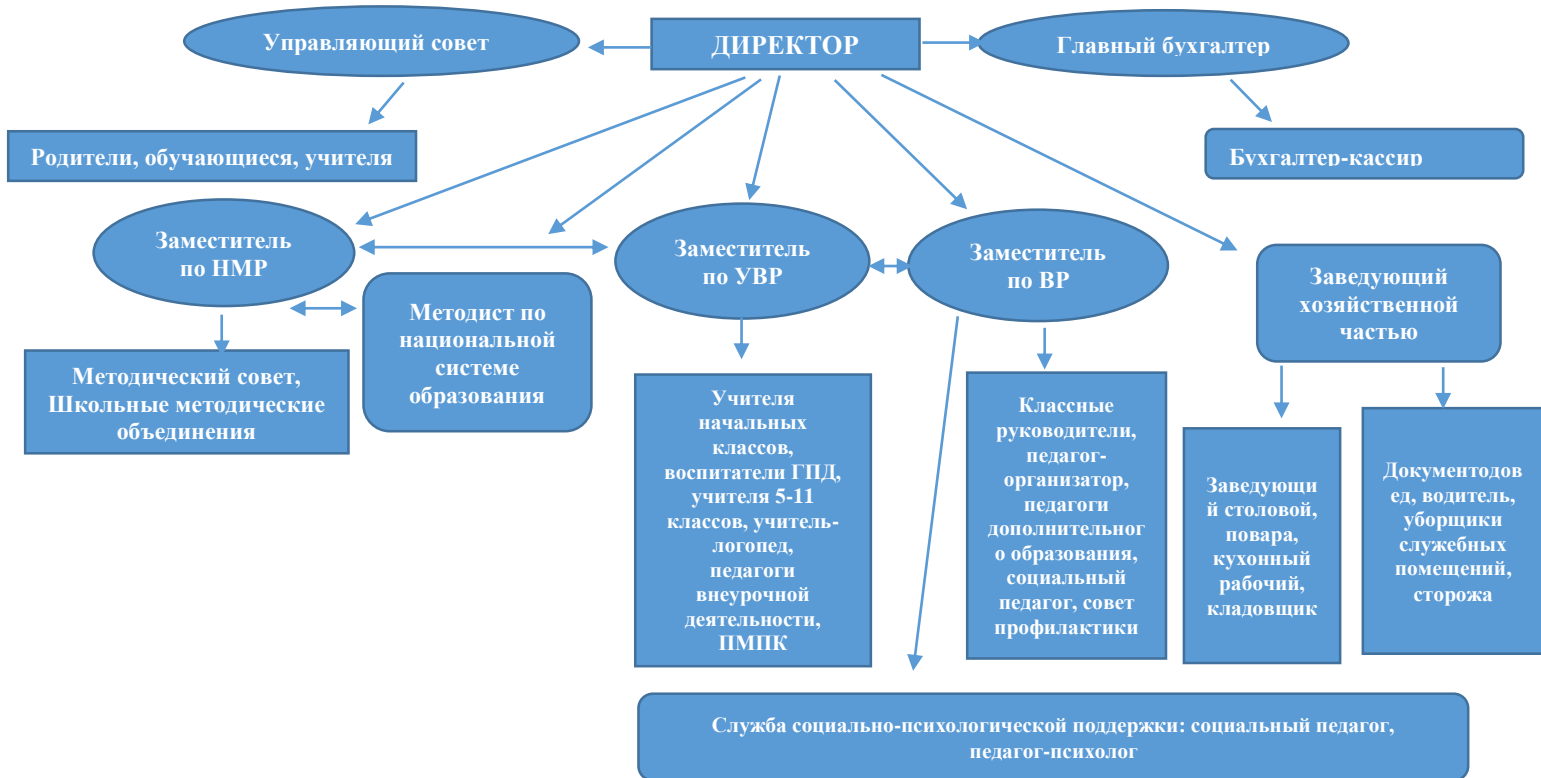 Управляющий совет
ДИРЕКТОР
Главный бухгалтер
Родители, обучающиеся, учителя
Бухгалтер-кассир
Заместитель
по НМР
Заместитель
по УВР
Заместитель
по ВР
Заведующий
хозяйственной
частью
Методист по
национальной
системе
образования
Методический совет,
Школьные методические
объединения
Учителя
начальных
классов,
воспитатели ГПД,
учителя 5-11
классов, учитель-
логопед,
педагоги
внеурочной
деятельности,
ПМПК
Классные
руководители,
педагог-
организатор,
педагоги
дополнительног
о образования,
социальный
педагог, совет
профилактики
Заведующи
й столовой,
повара,
кухонный
рабочий,
кладовщик
Документодов
ед, водитель,
уборщики
служебных
помещений,
сторожа
Служба социально-психологической поддержки: социальный педагог,
педагог-психолог